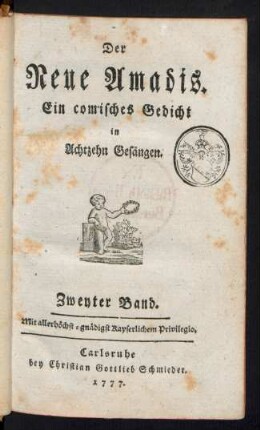 Der
Neue Amadis.
Ein comisches Gedicht
in
Achtzehn Gesängen.
Zweyter Band.
Mit allerhöchst-gnädigst Kayserlichem Privilegio.
Carlsruhe
bey Christian Gottlieb Schmieder.
1777.